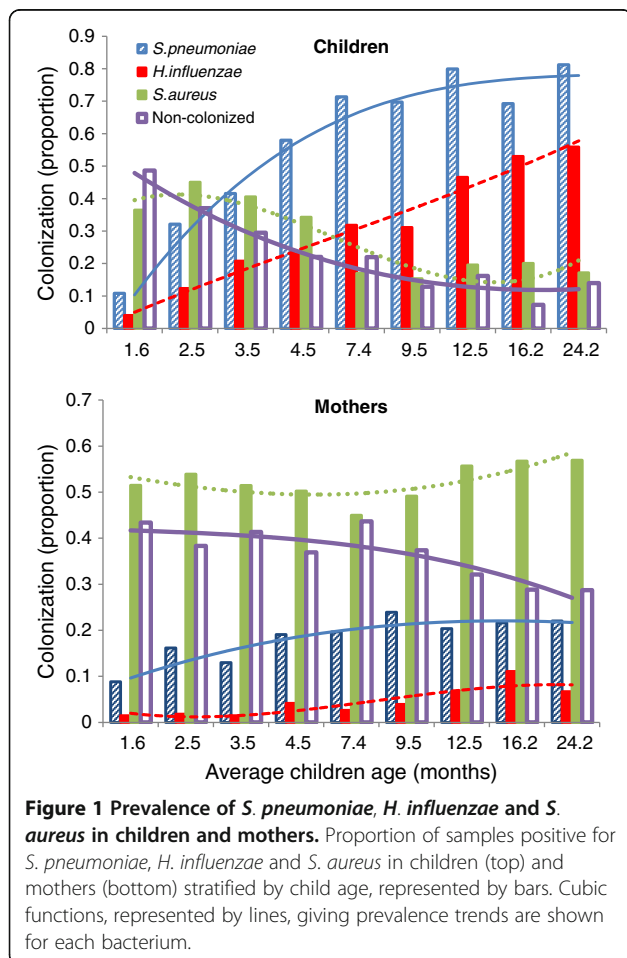 Children
S.pneumoniae
H.influenzae
S.aureus
Non-colonized
Colonization (proportion)
0.9
0.8
0.7
0.6
0.5
0.4
0.3
0.2
0.1
0
1.6 2.5 3.5 4.5 7.4 9.5 12.5 16.2 24.2
Mothers
Colonization (proportion)
0.7
0.6
0.5
0.4
0.3
0.2
0.1
0
1.6 2.5 3.5 4.5 7.4 9.5 12.5 16.2 24.2
Average children age (months)
Figure 1 Prevalence of S. pneumoniae, H. influenzae and S.
aureus in children and mothers. Proportion of samples positive for
S. pneumoniae, H. influenzae and S. aureus in children (top) and
mothers (bottom) stratified by child age, represented by bars. Cubic
functions, represented by lines, giving prevalence trends are shown
for each bacterium.